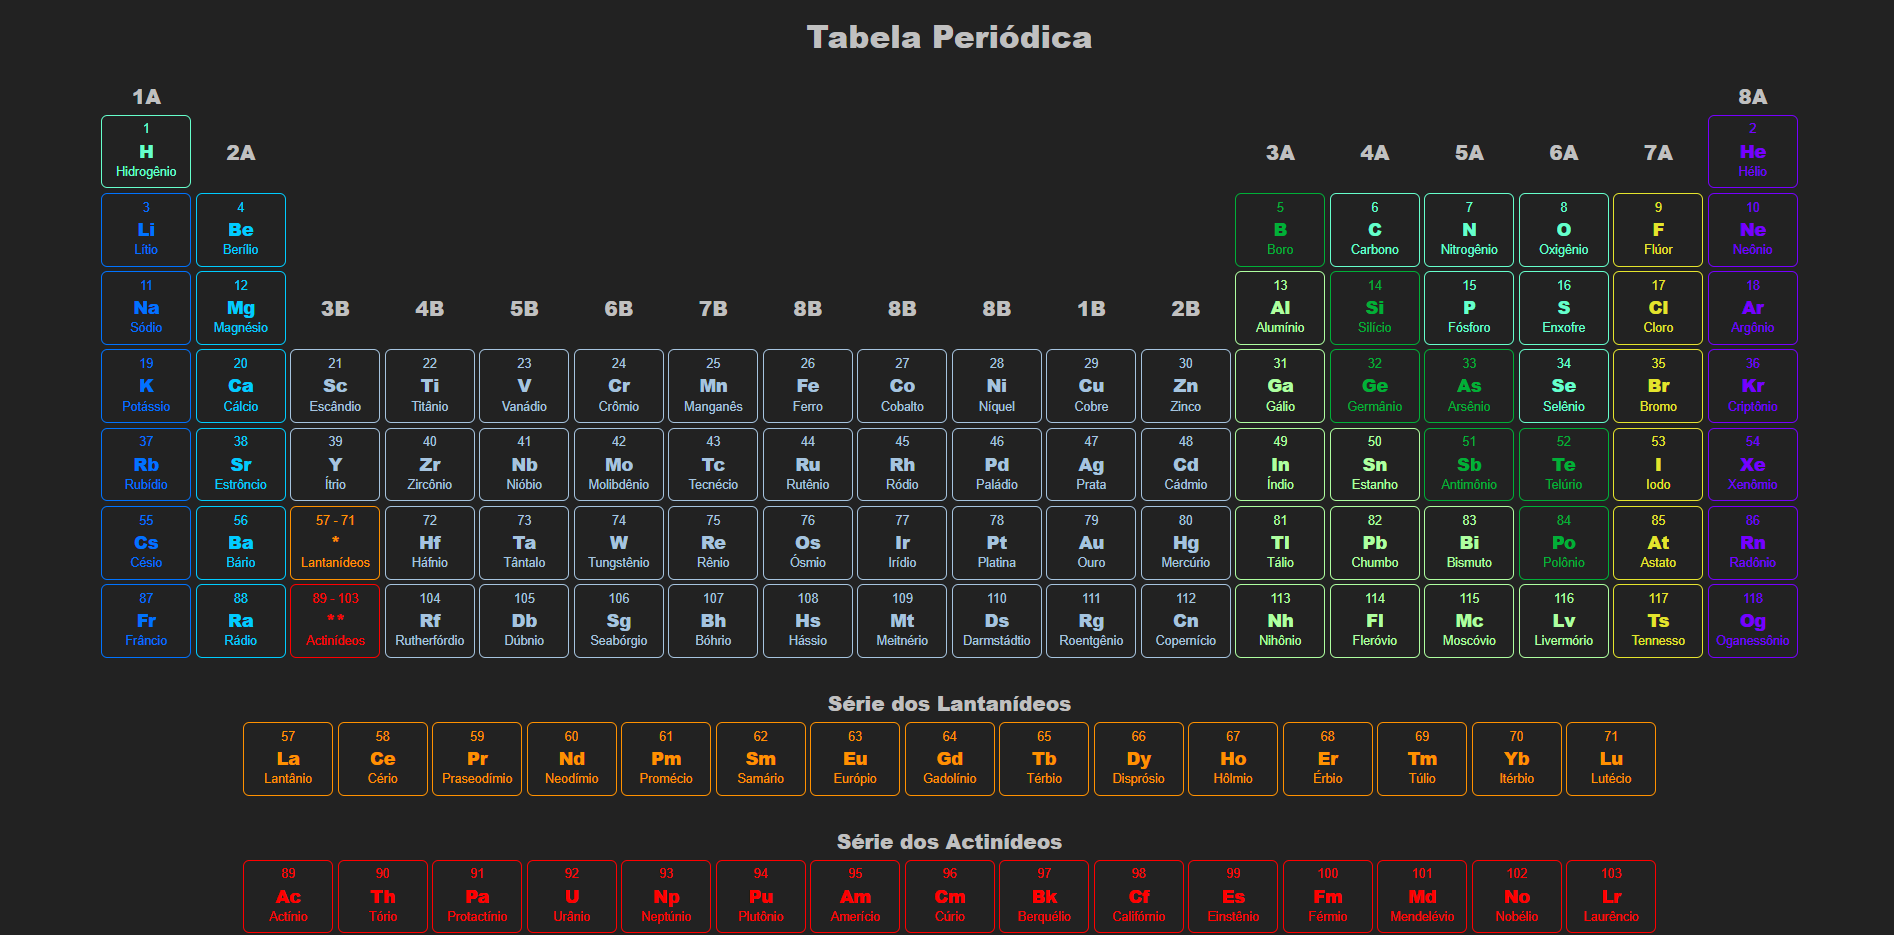 Tabela Periódica
1A 8A
1 2
H 2A 3A 4A 5A 6A 7A He
Hidrogênio Hélio
3 4 5 6 7 8 9 10
Li Be B C N O F Ne
Lítio Berílio Boro Carbono Nitrogênio Oxigênio Flúor Neônio
11 12 13 14 15 16 17 18
Na Mg 3B 4B 5B 6B 7B 8B 8B 8B 1B 2B Al Si P S Cl Ar
Sódio Magnésio Alumínio Silício Fósforo Enxofre Cloro Argônio
19 20 21 22 23 24 25 26 27 28 29 30 31 32 33 34 35 36
K Ca Sc Ti V Cr Mn Fe Co Ni Cu Zn Ga Ge As Se Br Kr
Potássio Cálcio Escândio Titânio Vanádio Crômio Manganês Ferro Cobalto Níquel Cobre Zinco Gálio Germânio Arsênio Selênio Bromo Criptônio
37 38 39 40 41 42 43 44 45 46 47 48 49 50 51 52 53 54
Rb Sr Y Zr Nb Mo Tc Ru Rh Pd Ag Cd In Sn Sb Te I Xe
Rubídio Estrôncio Ítrio Zircônio Nióbio Molibdênio Tecnécio Rutênio Ródio Paládio Prata Cádmio Índio Estanho Antimônio Telúrio Iodo Xenômio
55 56 57 - 71 72 73 74 75 76 77 78 79 80 81 82 83 84 85 86
Cs Ba * Hf Ta W Re Os Ir Pt Au Hg Tl Pb Bi Po At Rn
Césio Bário Lantanídeos Háfnio Tântalo Tungstênio Rênio Ósmio Irídio Platina Ouro Mercúrio Tálio Chumbo Bismuto Polônio Astato Radônio
87 88 89 - 103 104 105 106 107 108 109 110 111 112 113 114 115 116 117 118
Fr Ra ** Rf Db Sg Bh Hs Mt Ds Rg Cn Nh Fl Mc Lv Ts Og
Frâncio Rádio Actinídeos Rutherfórdio Dúbnio Seabórgio Bóhrio Hássio Meitnério Darmstádtio Roentgênio Copernício Nihônio Fleróvio Moscóvio Livermório Tennesso Oganessônio
Série dos Lantanídeos
57 58 59 60 61 62 63 64 65 66 67 68 69 70 71
La Ce Pr Nd Pm Sm Eu Gd Tb Dy Ho Er Tm Yb Lu
Lantânio Cério Praseodímio Neodímio Promécio Samário Európio Gadolínio Térbio Disprósio Hôlmio Érbio Túlio Itérbio Lutécio
Série dos Actinídeos
89 90 91 92 93 94 95 96 97 98 99 100 101 102 103
Ac Th Pa U Np Pu Am Cm Bk Cf Es Fm Md No Lr
Actínio Tório Protactínio Urânio Neptúnio Plutônio Amerício Cúrio Berquélio Califórnio Einstênio Férmio Mendelévio Nobélio Laurêncio